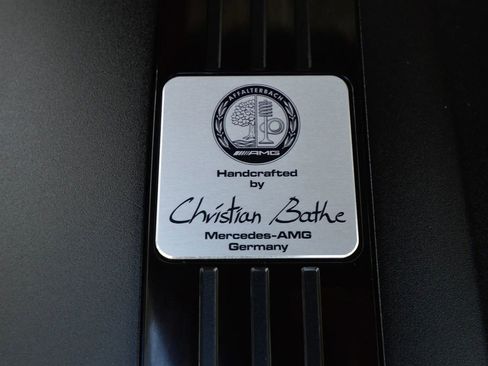 AFFALTERBACH
AMG
Handcrafted
by
Christian Bathe
Mercedes-AMG
Germany